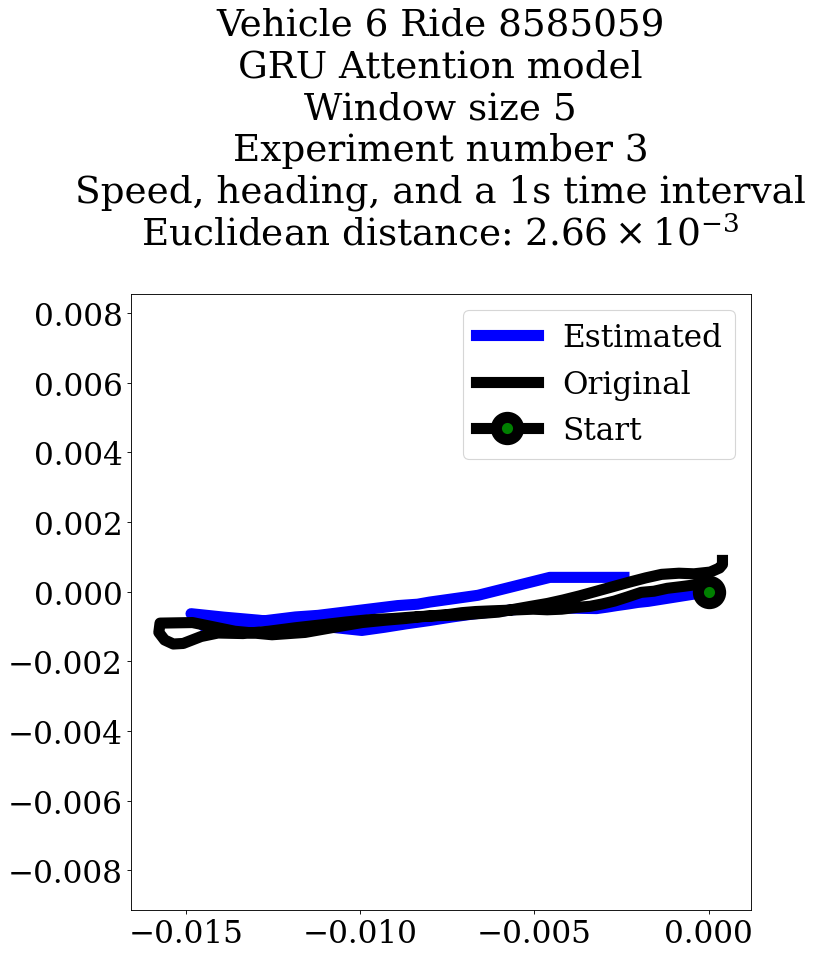 Vehicle 6 Ride 8585059
GRU Attention model
Window size 5
Experiment number 3
Speed, heading, and a 1s time interval
Euclidean distance: 2.66 × 10⁻³
Estimated
Original
Start
0.008
0.006
0.004
0.002
0.000
−0.002
−0.004
−0.006
−0.008
−0.015 −0.010 −0.005 0.000